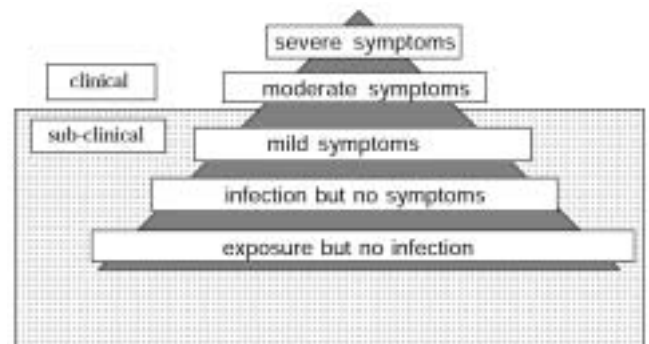 severe symptoms
clinical
moderate symptoms
sub-clinical
mild symptoms
infection but no symptoms
exposure but no infection